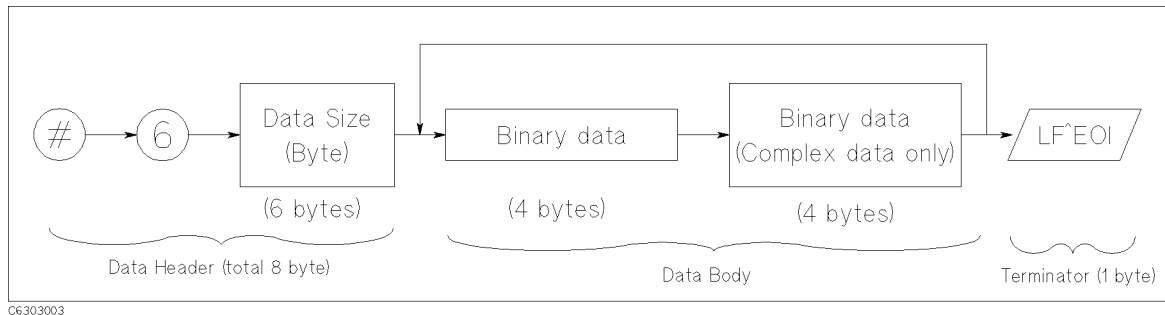 #
6
Data Size
(Byte)
Binary data
Binary data
(Complex data only)
LF^EOI
(6 bytes)
(4 bytes)
(4 bytes)
Data Header (total 8 byte)
Data Body
Terminator (1 byte)
C6303003